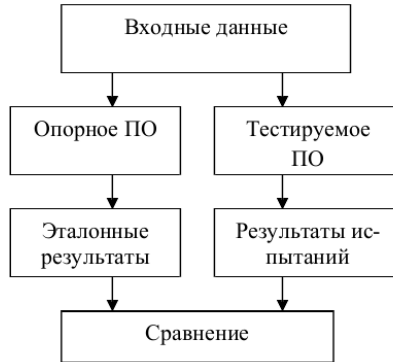 Входные данные
Опорное ПО
Тестируемое
ПО
Эталонные
результаты
Результаты ис-
пытаний
Сравнение